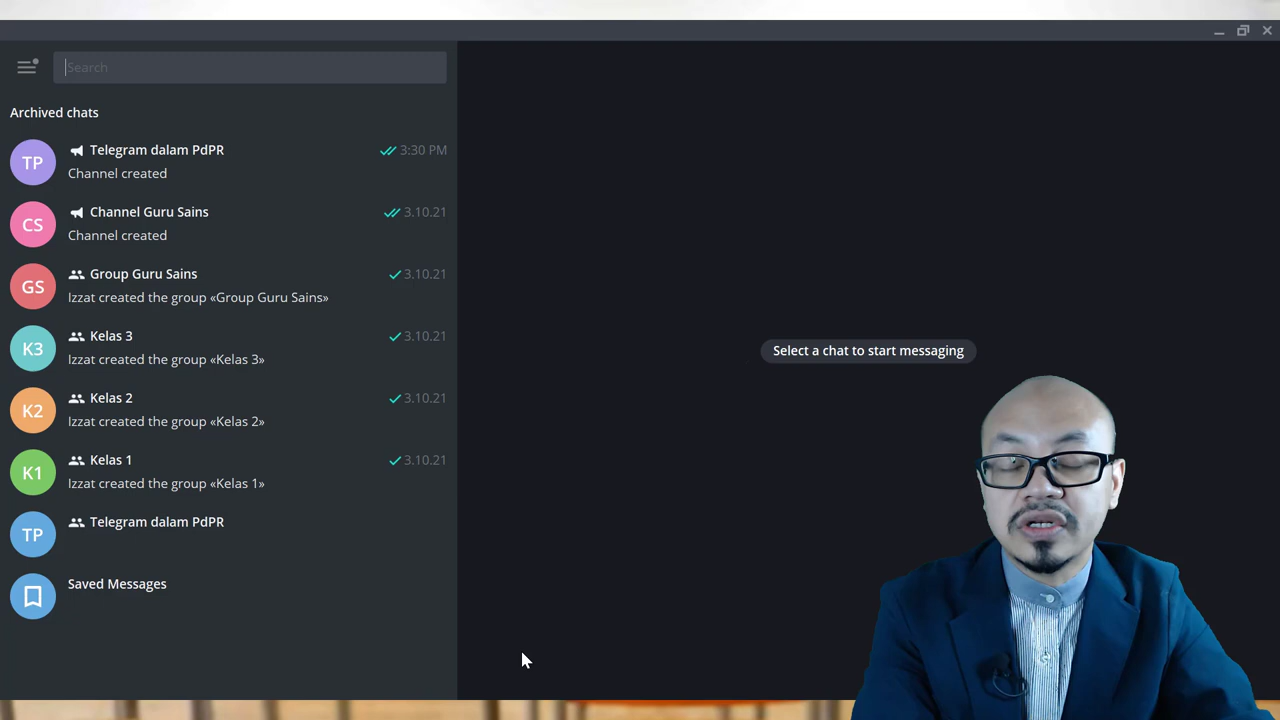 Search
Archived chats
TP
Telegram dalam PdPR
3:30 PM
Channel created
CS
Channel Guru Sains
3.10.21
Channel created
GS
Group Guru Sains
3.10.21
Izzat created the group «Group Guru Sains»
K3
Kelas 3
3.10.21
Izzat created the group «Kelas 3»
K2
Kelas 2
3.10.21
Izzat created the group «Kelas 2»
K1
Kelas 1
3.10.21
Izzat created the group «Kelas 1»
TP
Telegram dalam PdPR
Saved Messages
Select a chat to start messaging